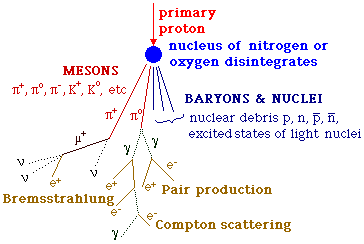 primary
proton
nucleus of nitrogen or
oxygen disintegrates
MESONS
π⁺, π⁰, π⁻, K⁺, K⁰, etc
BARYONS & NUCLEI
nuclear debris p, n, p̅, n̅,
excited states of light nuclei
π⁺
π⁰
μ⁺
γ
γ
ν
ν
e⁺
e⁺
e⁻
e⁻
e⁻
Bremsstrahlung
Pair production
e⁻
γ
Compton scattering